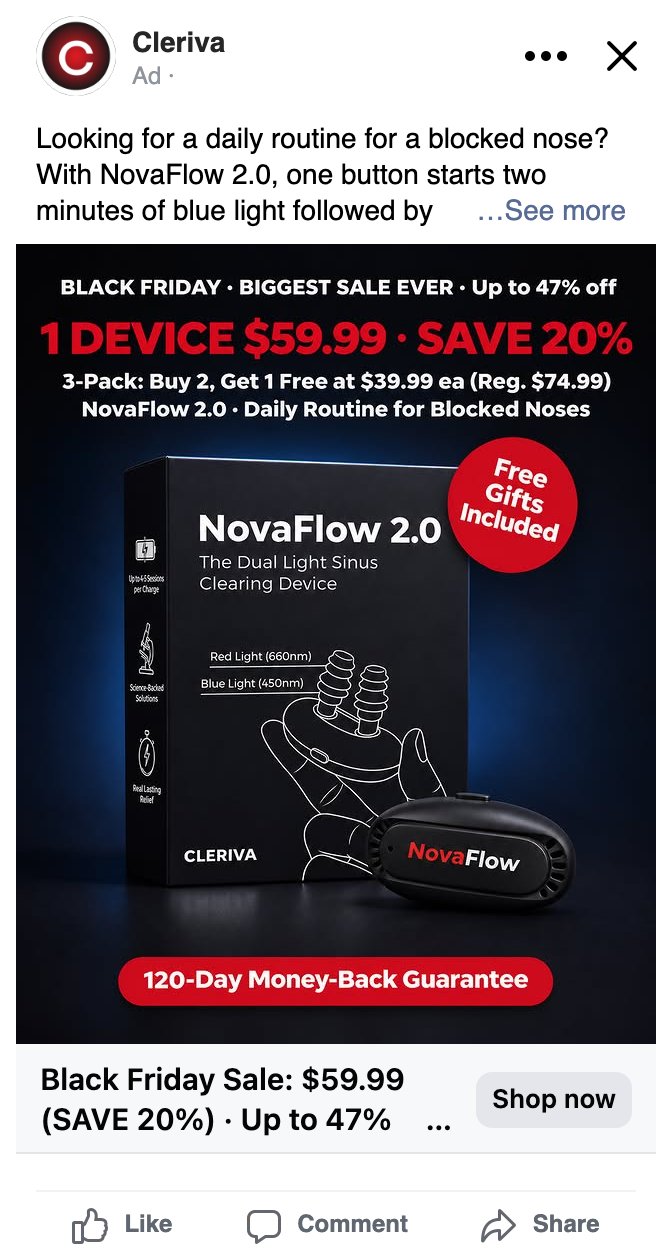 C
Cleriva
Ad ·
Looking for a daily routine for a blocked nose?
With NovaFlow 2.0, one button starts two
minutes of blue light followed by ...See more
BLACK FRIDAY · BIGGEST SALE EVER · Up to 47% off
1 DEVICE $59.99 · SAVE 20%
3-Pack: Buy 2, Get 1 Free at $39.99 ea (Reg. $74.99)
NovaFlow 2.0 · Daily Routine for Blocked Noses
Free
Gifts
Included
NovaFlow 2.0
The Dual Light Sinus
Clearing Device
Up to 4-5 Sessions
per Charge
Red Light (660nm)
Blue Light (450nm)
Science-Backed
Solutions
Real Lasting
Relief
CLERIVA
NovaFlow
120-Day Money-Back Guarantee
Black Friday Sale: $59.99
(SAVE 20%) · Up to 47% ...
Shop now
Like
Comment
Share